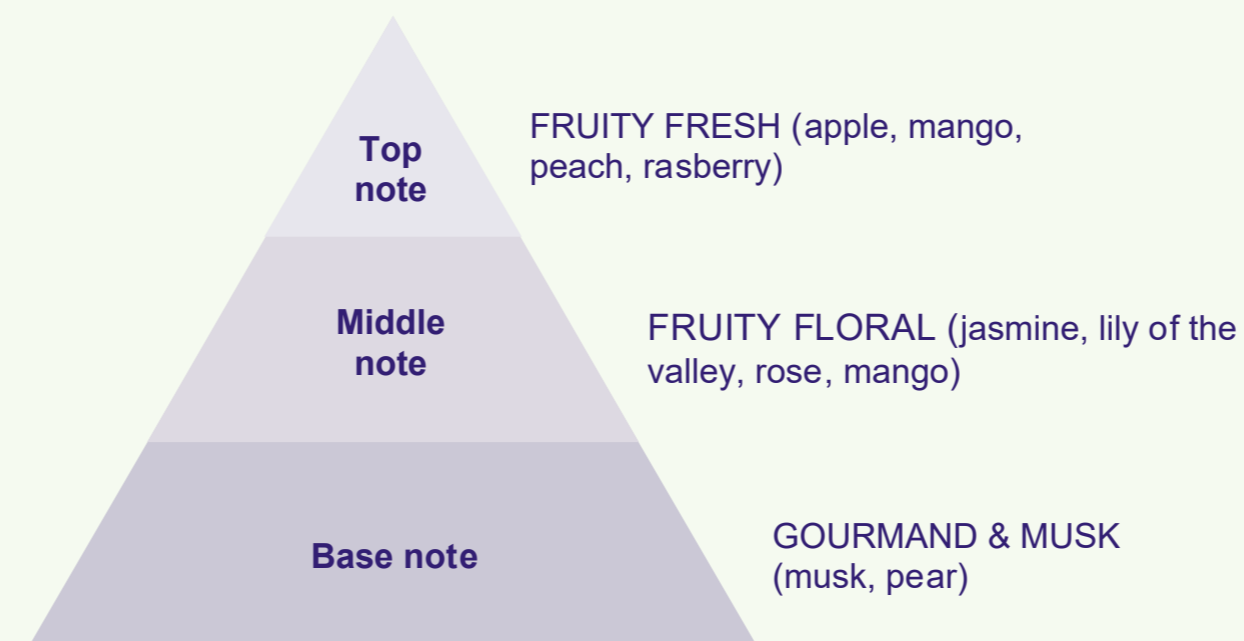 Top
note
FRUITY FRESH (apple, mango,
peach, rasberry)
Middle
note
FRUITY FLORAL (jasmine, lily of the
valley, rose, mango)
Base note
GOURMAND & MUSK
(musk, pear)